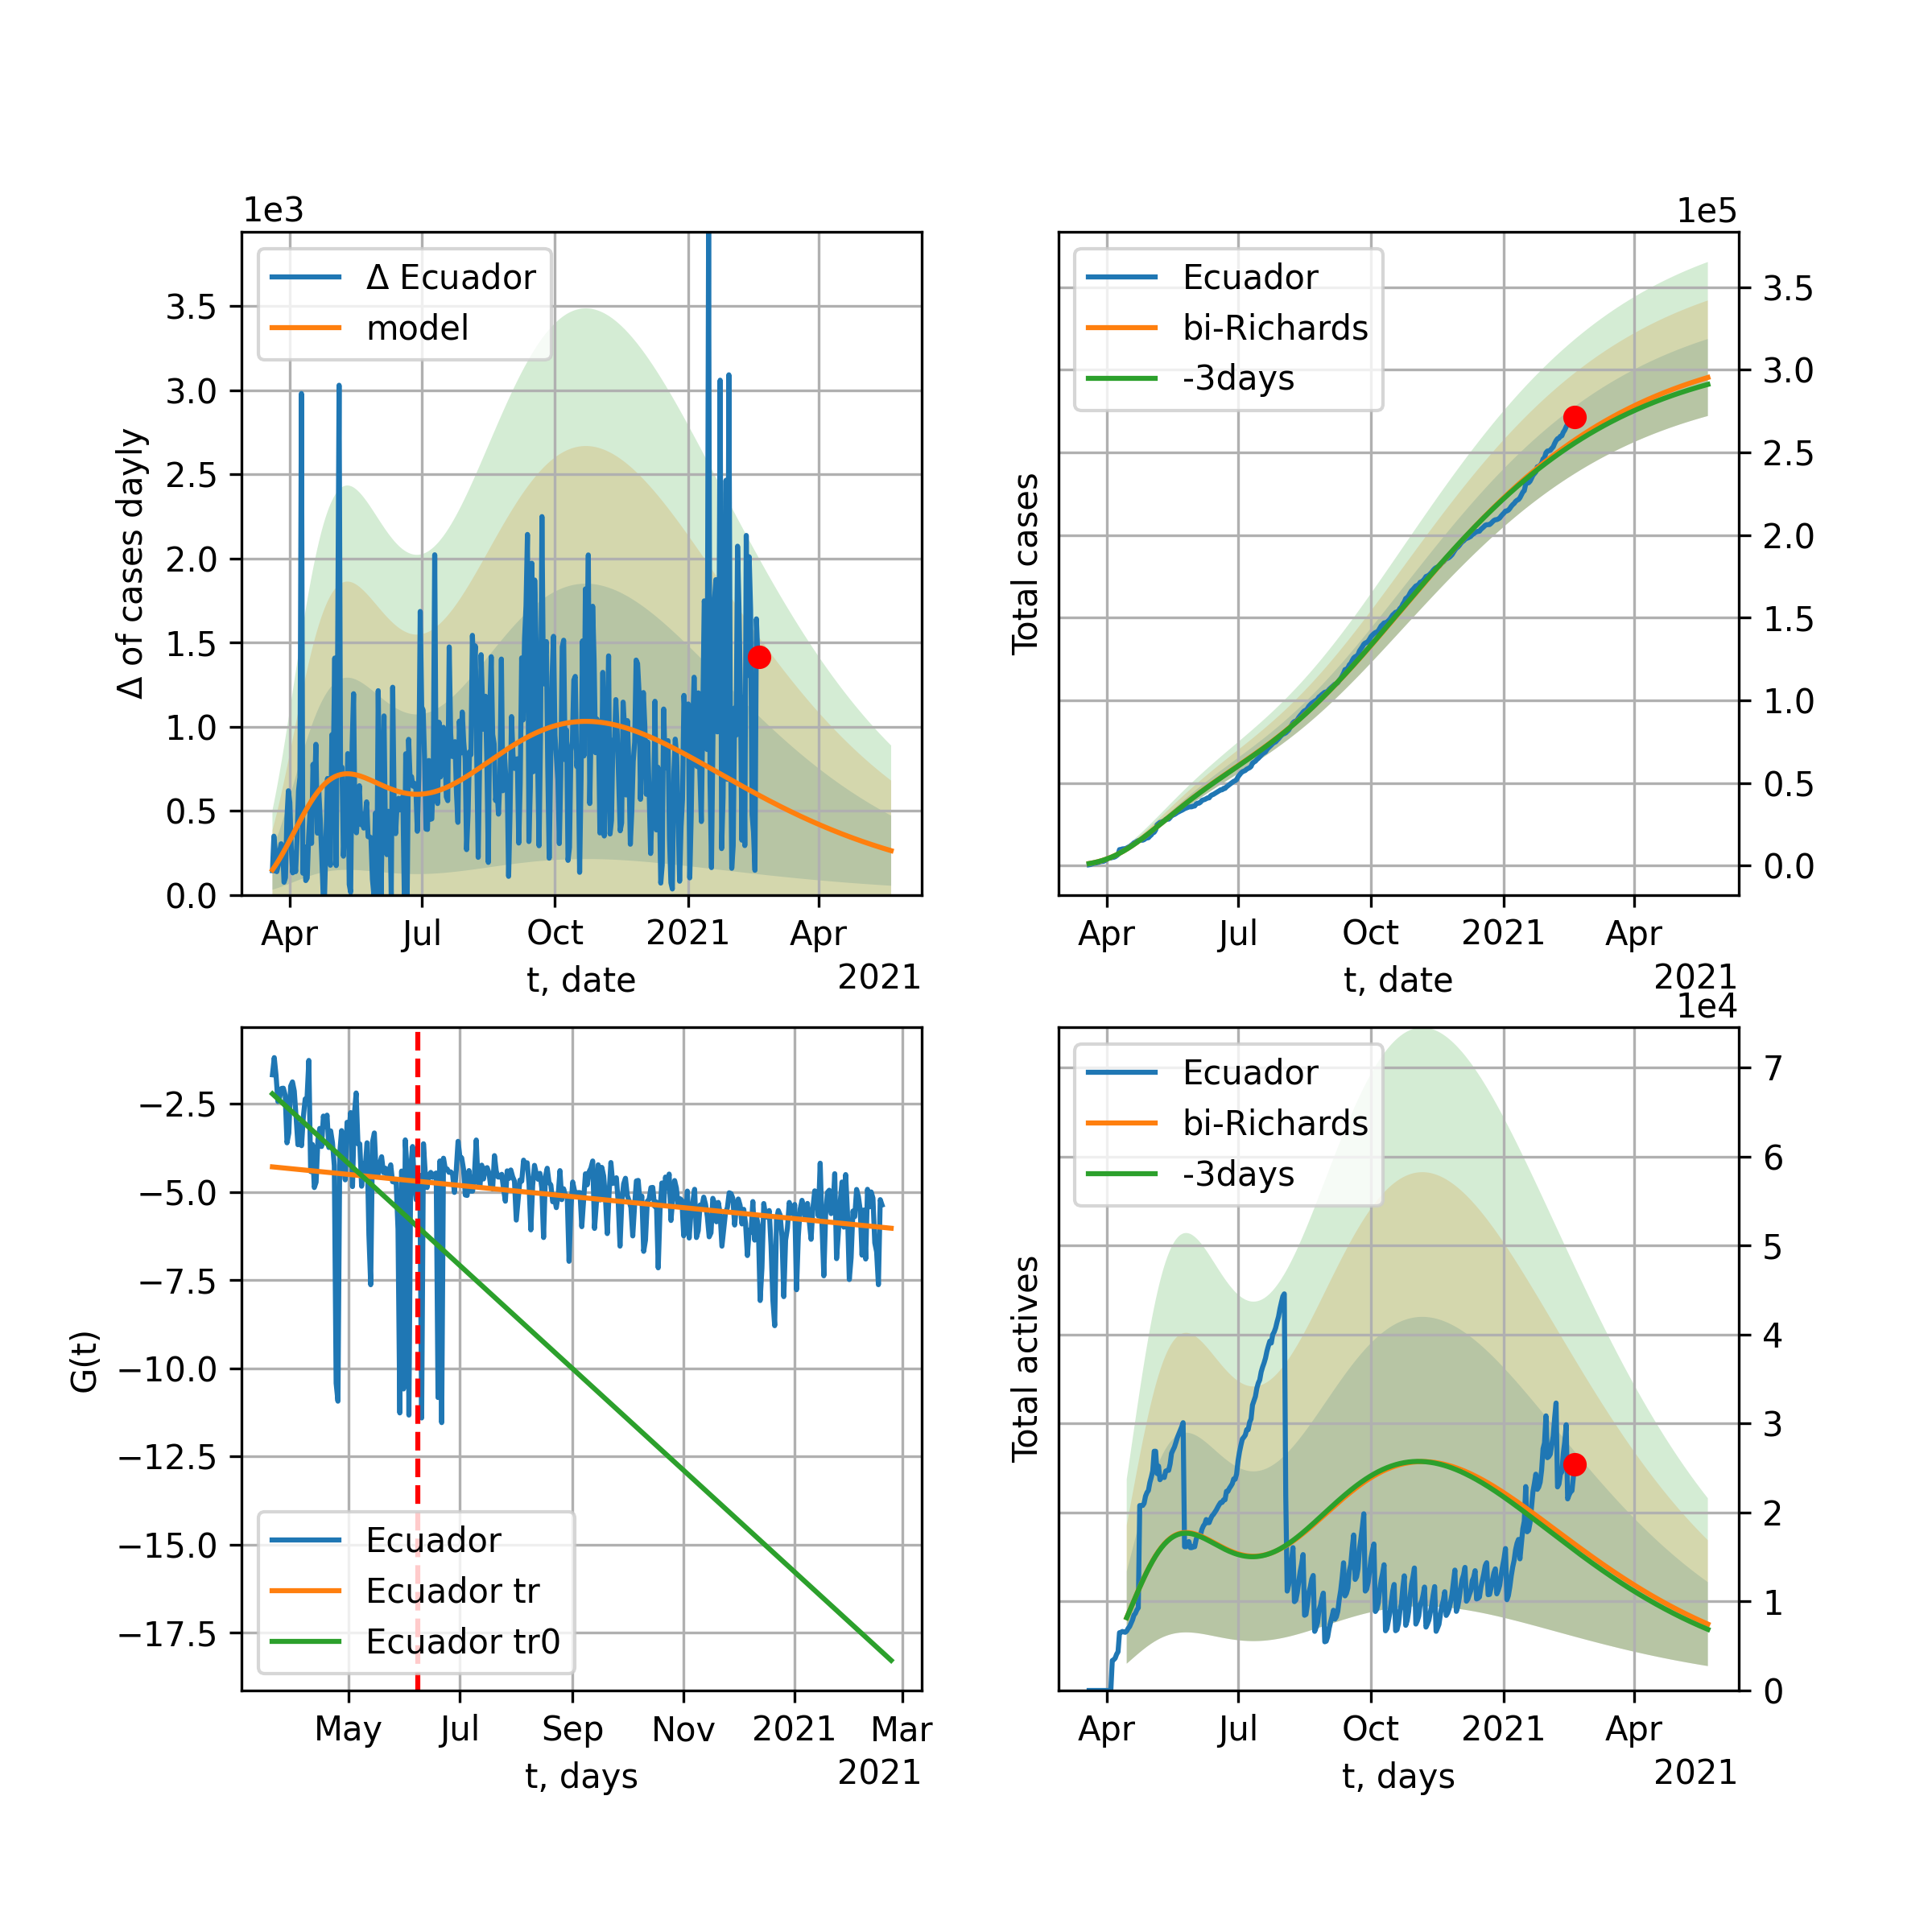 1e3
Δ Ecuador
model
3.5
3.0
2.5
2.0
1.5
1.0
0.5
0.0
Δ of cases dayly
Apr Jul Oct 2021 Apr
t, date
2021
1e5
Ecuador
bi-Richards
-3days
3.5
3.0
2.5
2.0
1.5
1.0
0.5
0.0
Total cases
Apr Jul Oct 2021 Apr
t, date
2021
−2.5
−5.0
−7.5
−10.0
−12.5
−15.0
−17.5
G(t)
Ecuador
Ecuador tr
Ecuador tr0
May Jul Sep Nov 2021 Mar
t, days
2021
1e4
Ecuador
bi-Richards
-3days
7
6
5
4
3
2
1
0
Total actives
Apr Jul Oct 2021 Apr
t, days
2021